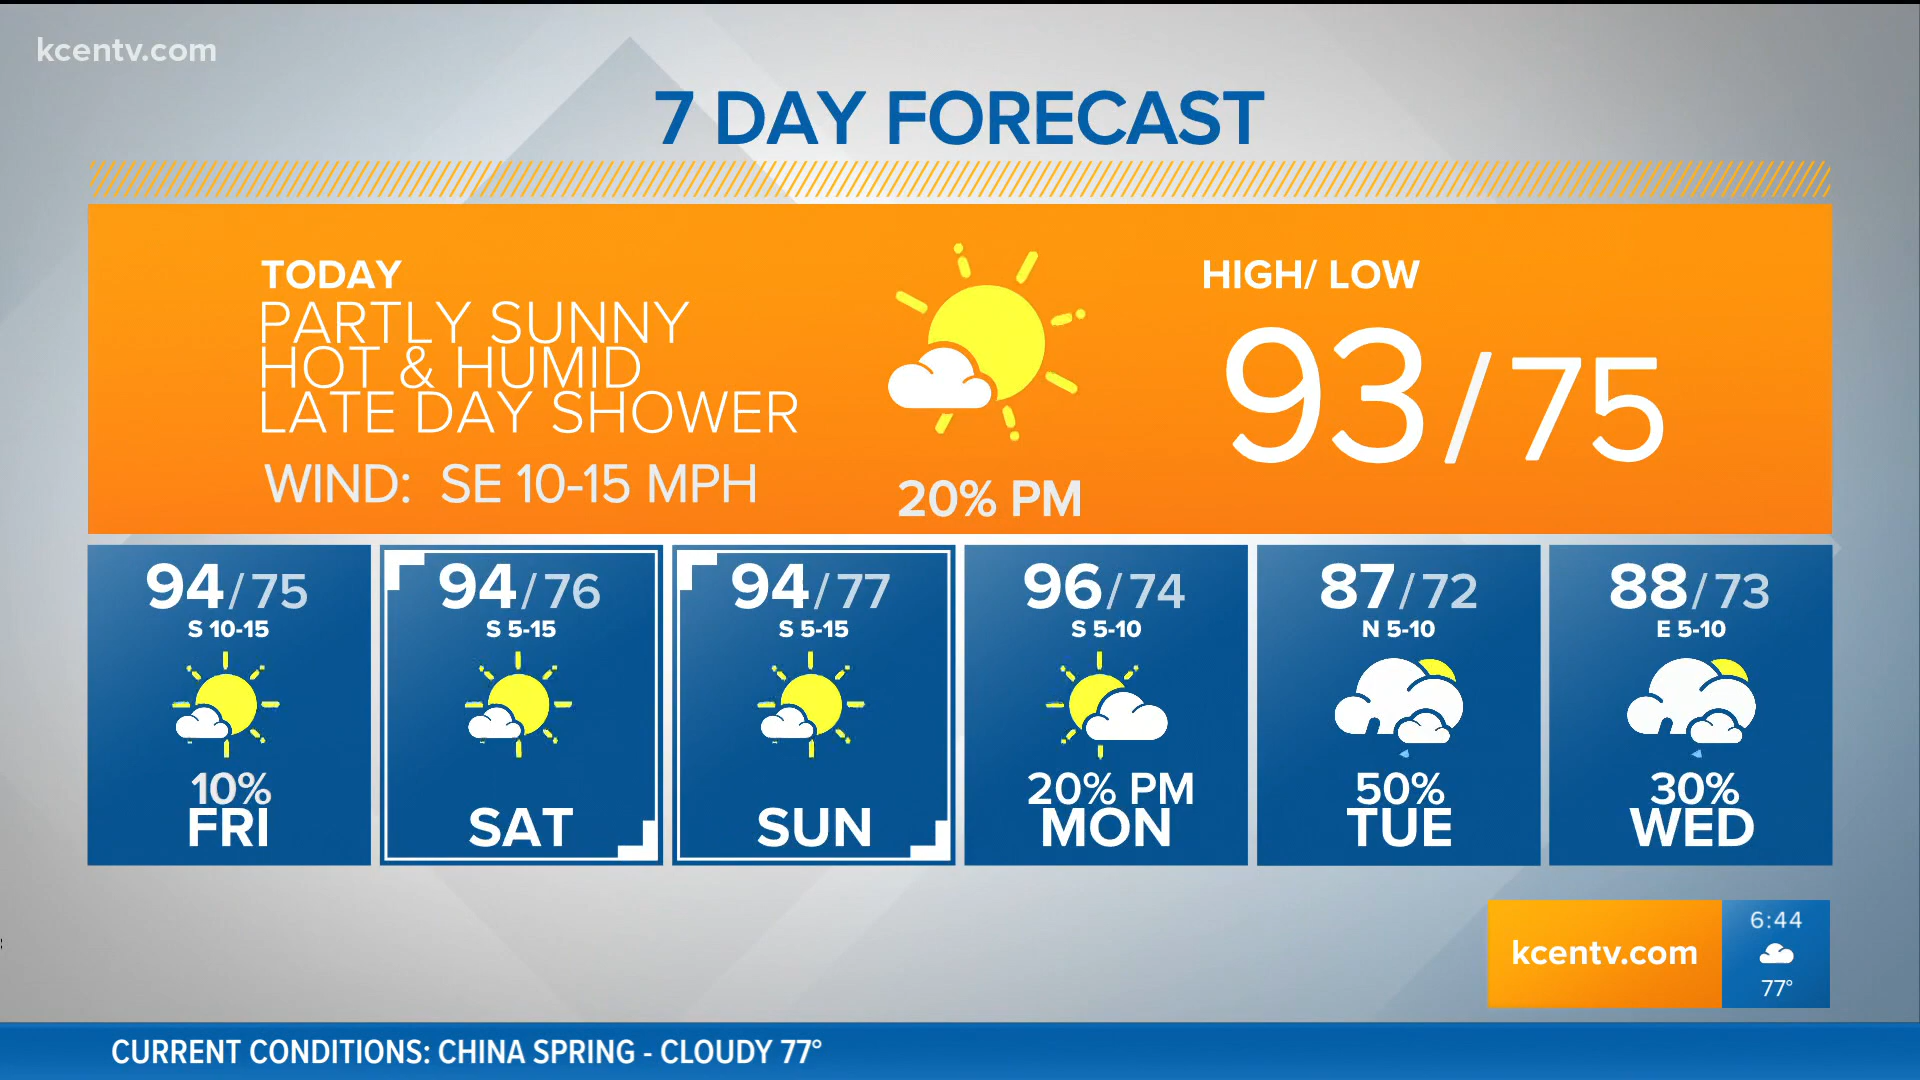 kcentv.com
7 DAY FORECAST
TODAY
PARTLY SUNNY
HOT & HUMID
LATE DAY SHOWER
WIND: SE 10-15 MPH
20% PM
HIGH/ LOW
93/75
94/75
S 10-15
10%
FRI
94/76
S 5-15
SAT
94/77
S 5-15
SUN
96/74
S 5-10
20% PM
MON
87/72
N 5-10
50%
TUE
88/73
E 5-10
30%
WED
kcentv.com
6:44
77°
CURRENT CONDITIONS: CHINA SPRING - CLOUDY 77°